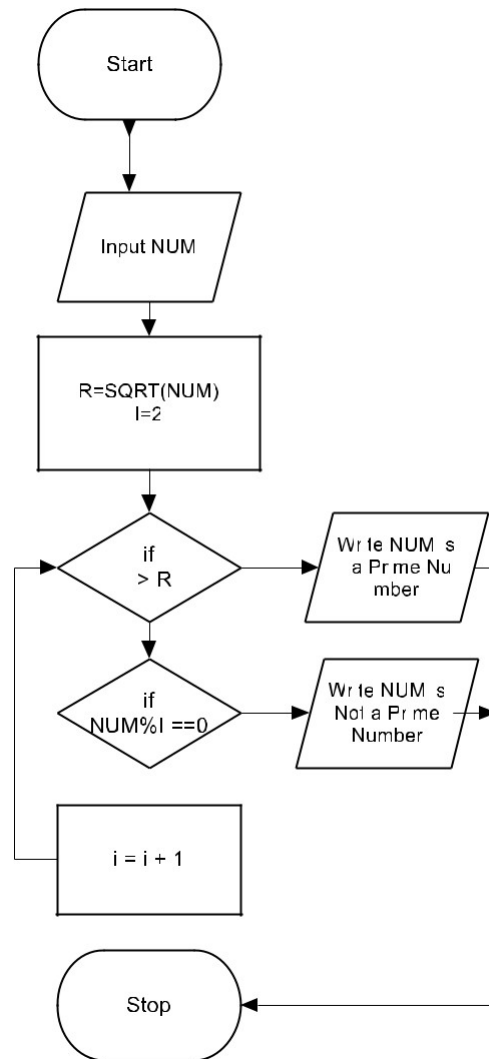 Start
Input NUM
R=SQRT(NUM)
I=2
if
> R
Wr te NUM s
a Pr me Nu
mber
if
NUM%I ==0
Wr te NUM s
Not a Pr me
Number
i = i + 1
Stop